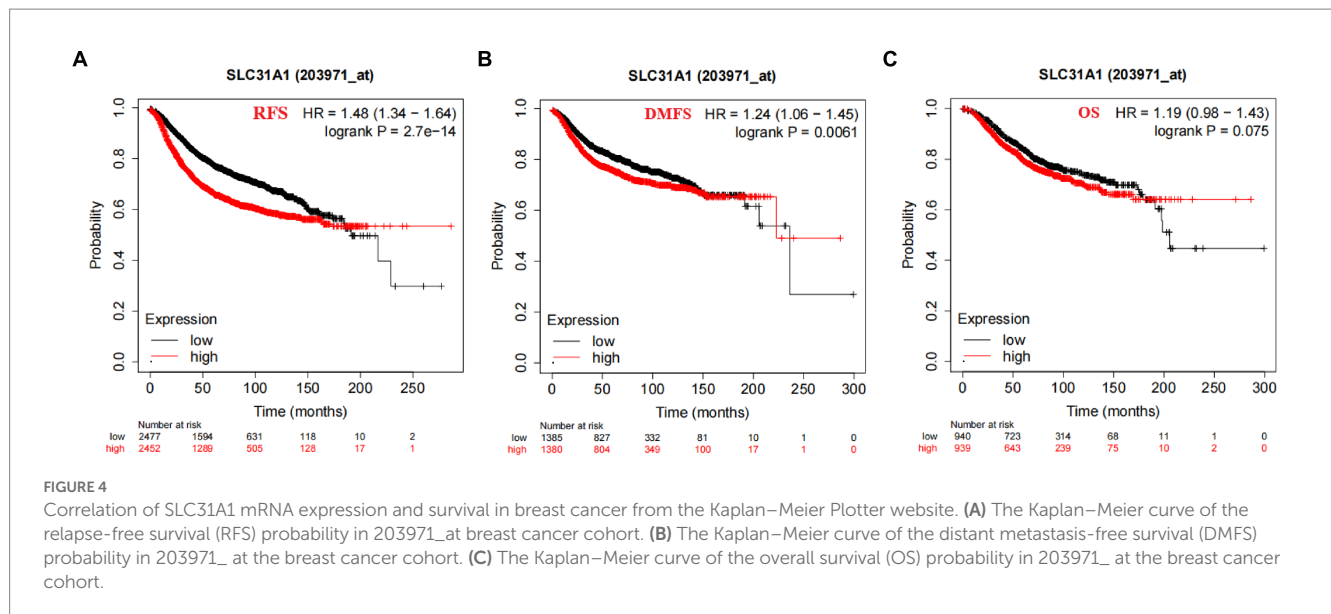 A
SLC31A1 (203971_at)
RFS HR = 1.48 (1.34 − 1.64)
logrank P = 2.7e−14
Probability
1.0
0.8
0.6
0.4
0.2
0.0
Expression
low
high
0 50 100 150 200 250
Time (months)
Number at risk
low 2477 1594 631 118 10 2
high 2452 1289 505 128 17 1
B
SLC31A1 (203971_at)
DMFS HR = 1.24 (1.06 − 1.45)
logrank P = 0.0061
Probability
1.0
0.8
0.6
0.4
0.2
0.0
Expression
low
high
0 50 100 150 200 250 300
Time (months)
Number at risk
low 1385 827 332 81 10 1 0
high 1380 804 349 100 17 1 0
C
SLC31A1 (203971_at)
OS HR = 1.19 (0.98 − 1.43)
logrank P = 0.075
Probability
1.0
0.8
0.6
0.4
0.2
0.0
Expression
low
high
0 50 100 150 200 250 300
Time (months)
Number at risk
low 940 723 314 68 11 1 0
high 939 643 239 75 10 2 0
FIGURE 4
Correlation of SLC31A1 mRNA expression and survival in breast cancer from the Kaplan–Meier Plotter website. (A) The Kaplan–Meier curve of the
relapse-free survival (RFS) probability in 203971_at breast cancer cohort. (B) The Kaplan–Meier curve of the distant metastasis-free survival (DMFS)
probability in 203971_ at the breast cancer cohort. (C) The Kaplan–Meier curve of the overall survival (OS) probability in 203971_ at the breast cancer
cohort.